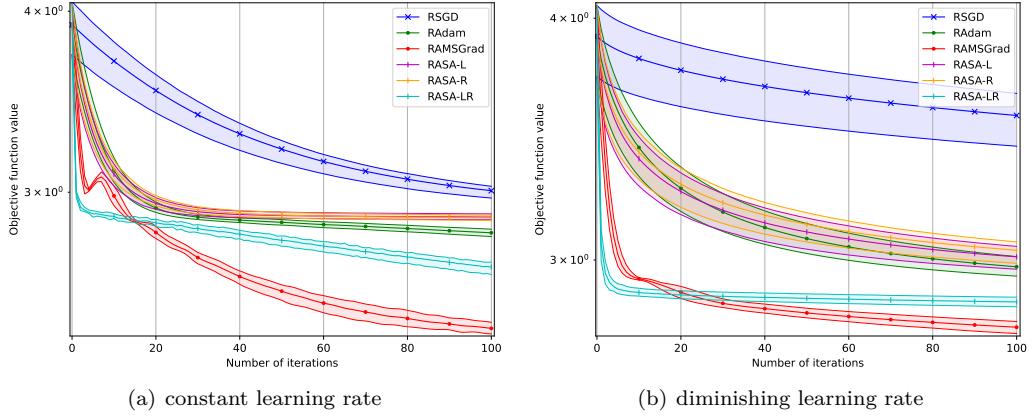 4 × 10⁰
3 × 10⁰
Objective function value
RSGD
RAdam
RAMSGrad
RASA-L
RASA-R
RASA-LR
0 20 40 60 80 100
Number of iterations
(a) constant learning rate
4 × 10⁰
3 × 10⁰
Objective function value
RSGD
RAdam
RAMSGrad
RASA-L
RASA-R
RASA-LR
0 20 40 60 80 100
Number of iterations
(b) diminishing learning rate